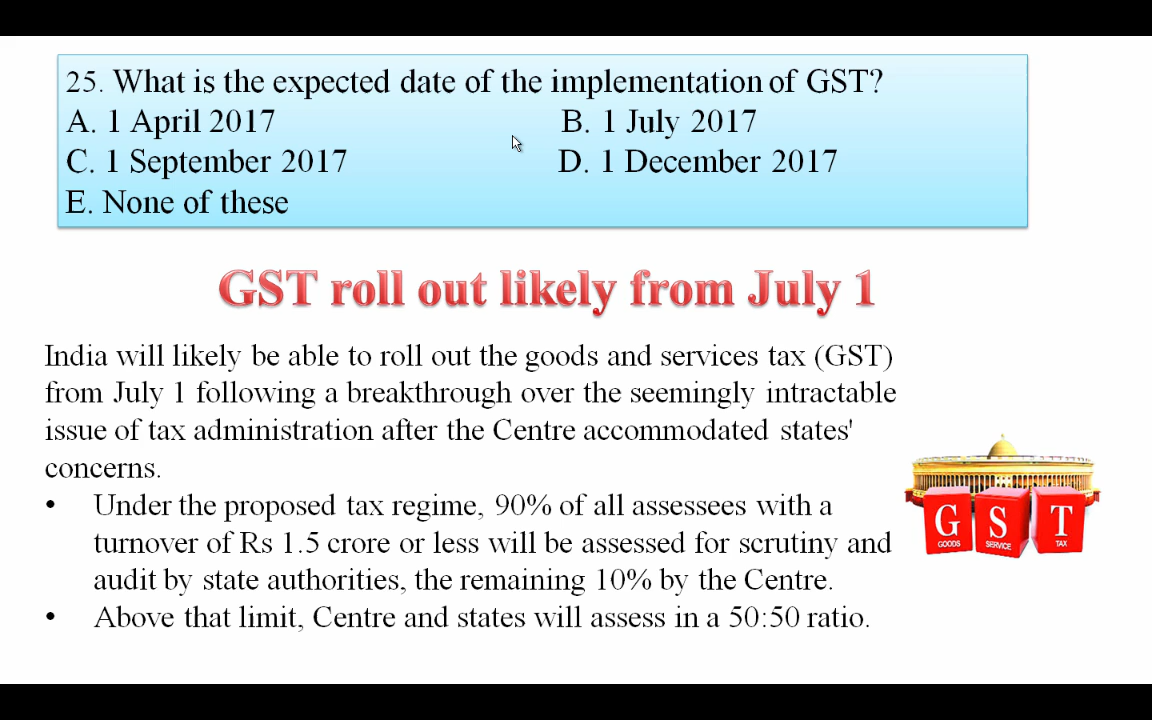 25. What is the expected date of the implementation of GST?
A. 1 April 2017 B. 1 July 2017
C. 1 September 2017 D. 1 December 2017
E. None of these
GST roll out likely from July 1
India will likely be able to roll out the goods and services tax (GST)
from July 1 following a breakthrough over the seemingly intractable
issue of tax administration after the Centre accommodated states'
concerns.
• Under the proposed tax regime, 90% of all assessees with a
turnover of Rs 1.5 crore or less will be assessed for scrutiny and
audit by state authorities, the remaining 10% by the Centre.
• Above that limit, Centre and states will assess in a 50:50 ratio.
G S T
GOODS SERVICE TAX